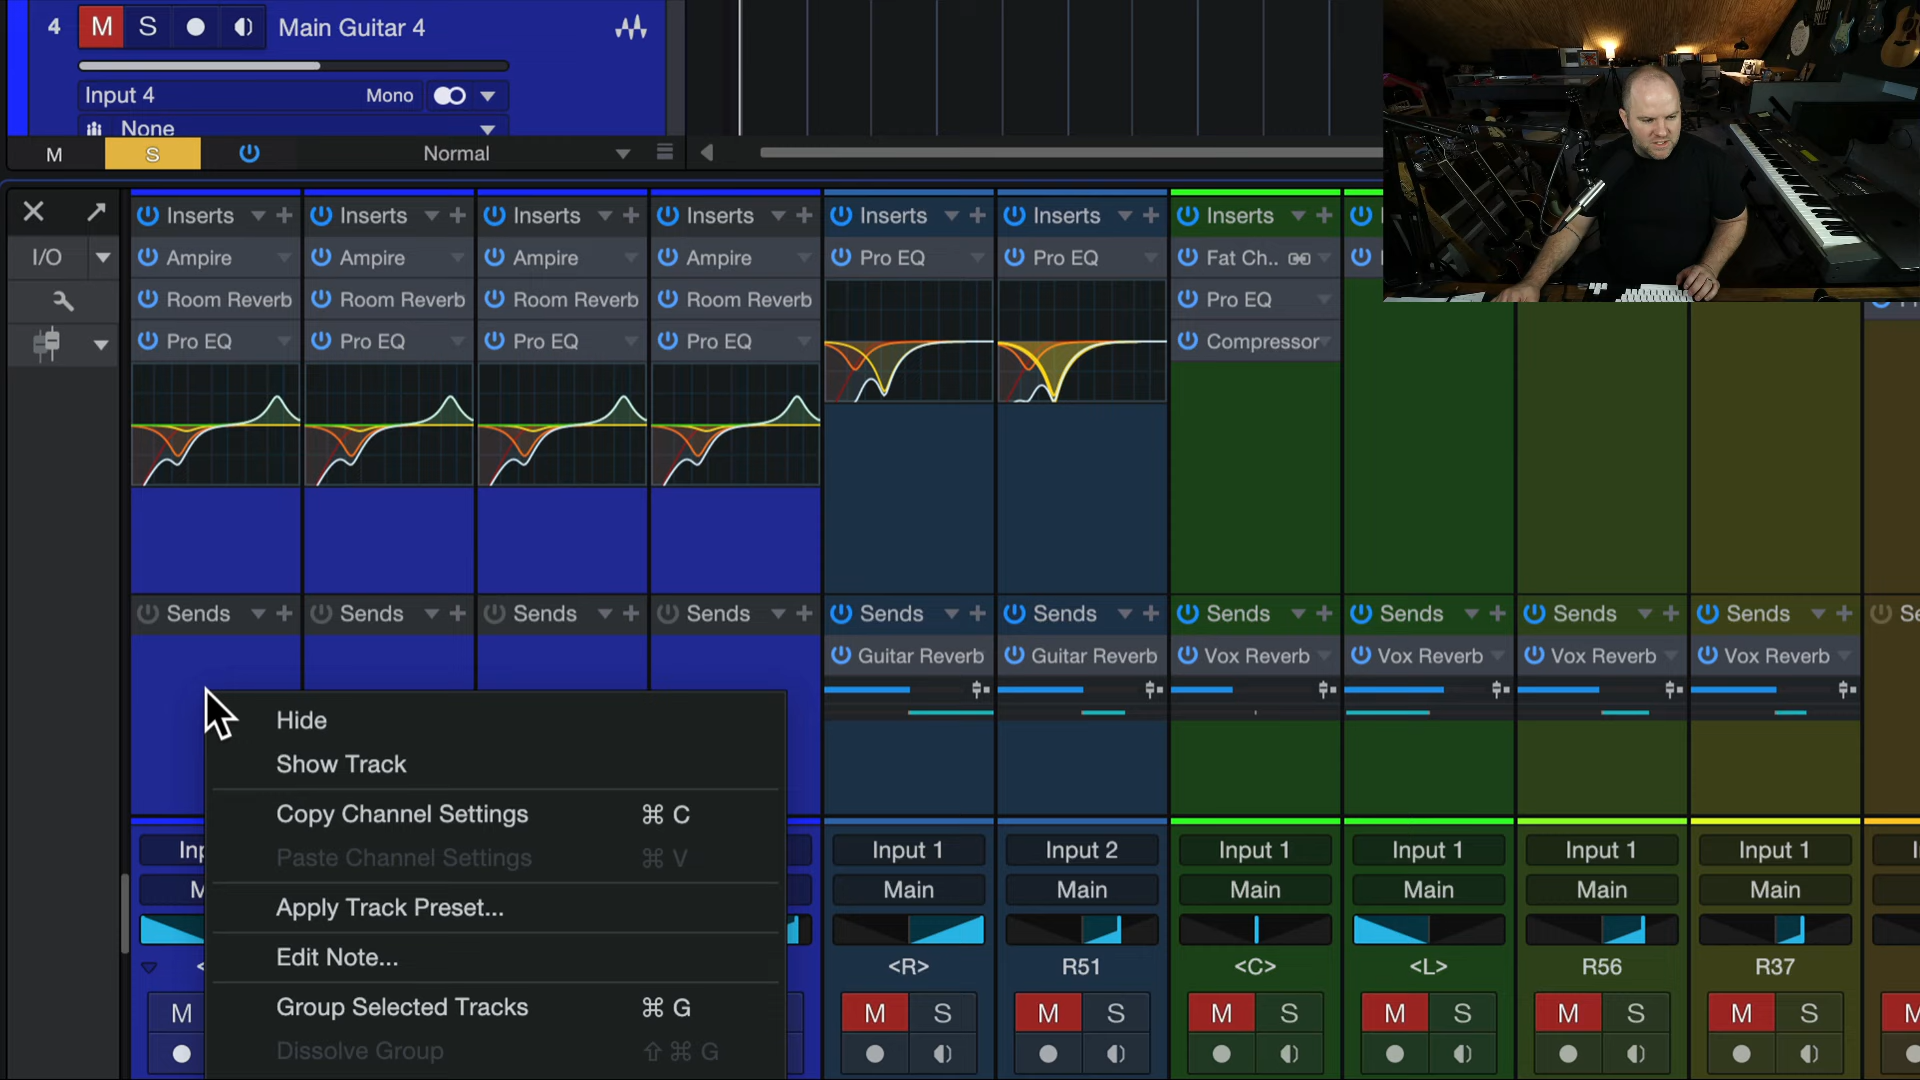 4 M S Main Guitar 4
Input 4 Mono
None
M S Normal
Inserts Inserts Inserts Inserts Inserts Inserts Inserts
I/O Ampire Ampire Ampire Ampire Pro EQ Pro EQ Fat Ch..
Room Reverb Room Reverb Room Reverb Room Reverb Pro EQ
Pro EQ Pro EQ Pro EQ Pro EQ Compressor
Sends Sends Sends Sends Sends Sends Sends Sends Sends Sends Se
Guitar Reverb Guitar Reverb Vox Reverb Vox Reverb Vox Reverb Vox Reverb
Hide
Show Track
Copy Channel Settings ⌘ C
Paste Channel Settings ⌘ V
Apply Track Preset...
Edit Note...
Group Selected Tracks ⌘ G
Dissolve Group ⇧ ⌘ G
Inp Input 1 Input 2 Input 1 Input 1 Input 1 Input 1
M Main Main Main Main Main Main
< <R> R51 <C> <L> R56 R37
M M S M S M S M S M S M S M